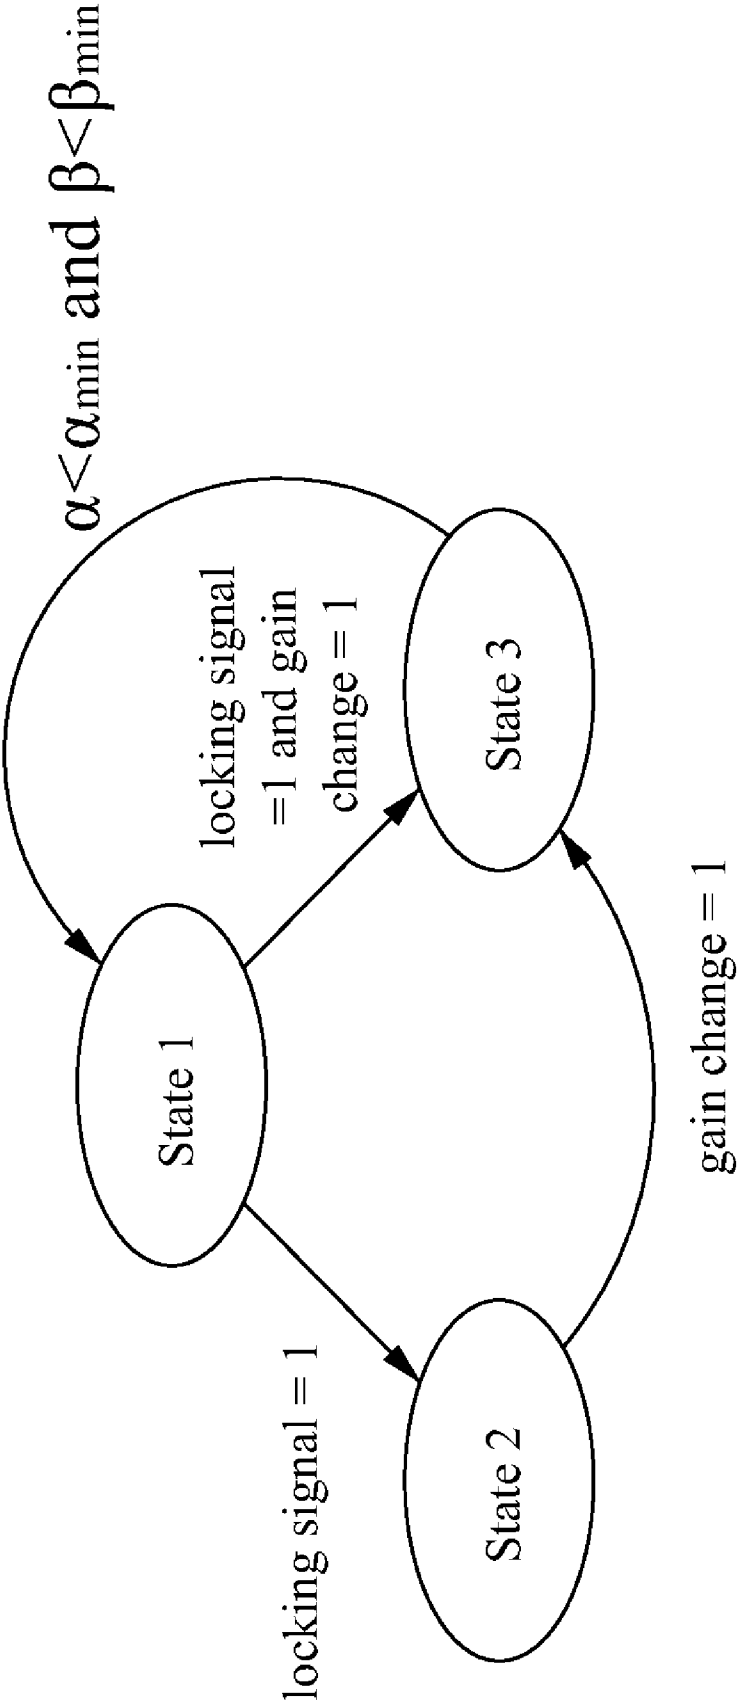 α<αmin and β<βmin
State 1
locking signal
=1 and gain
change = 1
locking signal = 1
State 2
State 3
gain change = 1